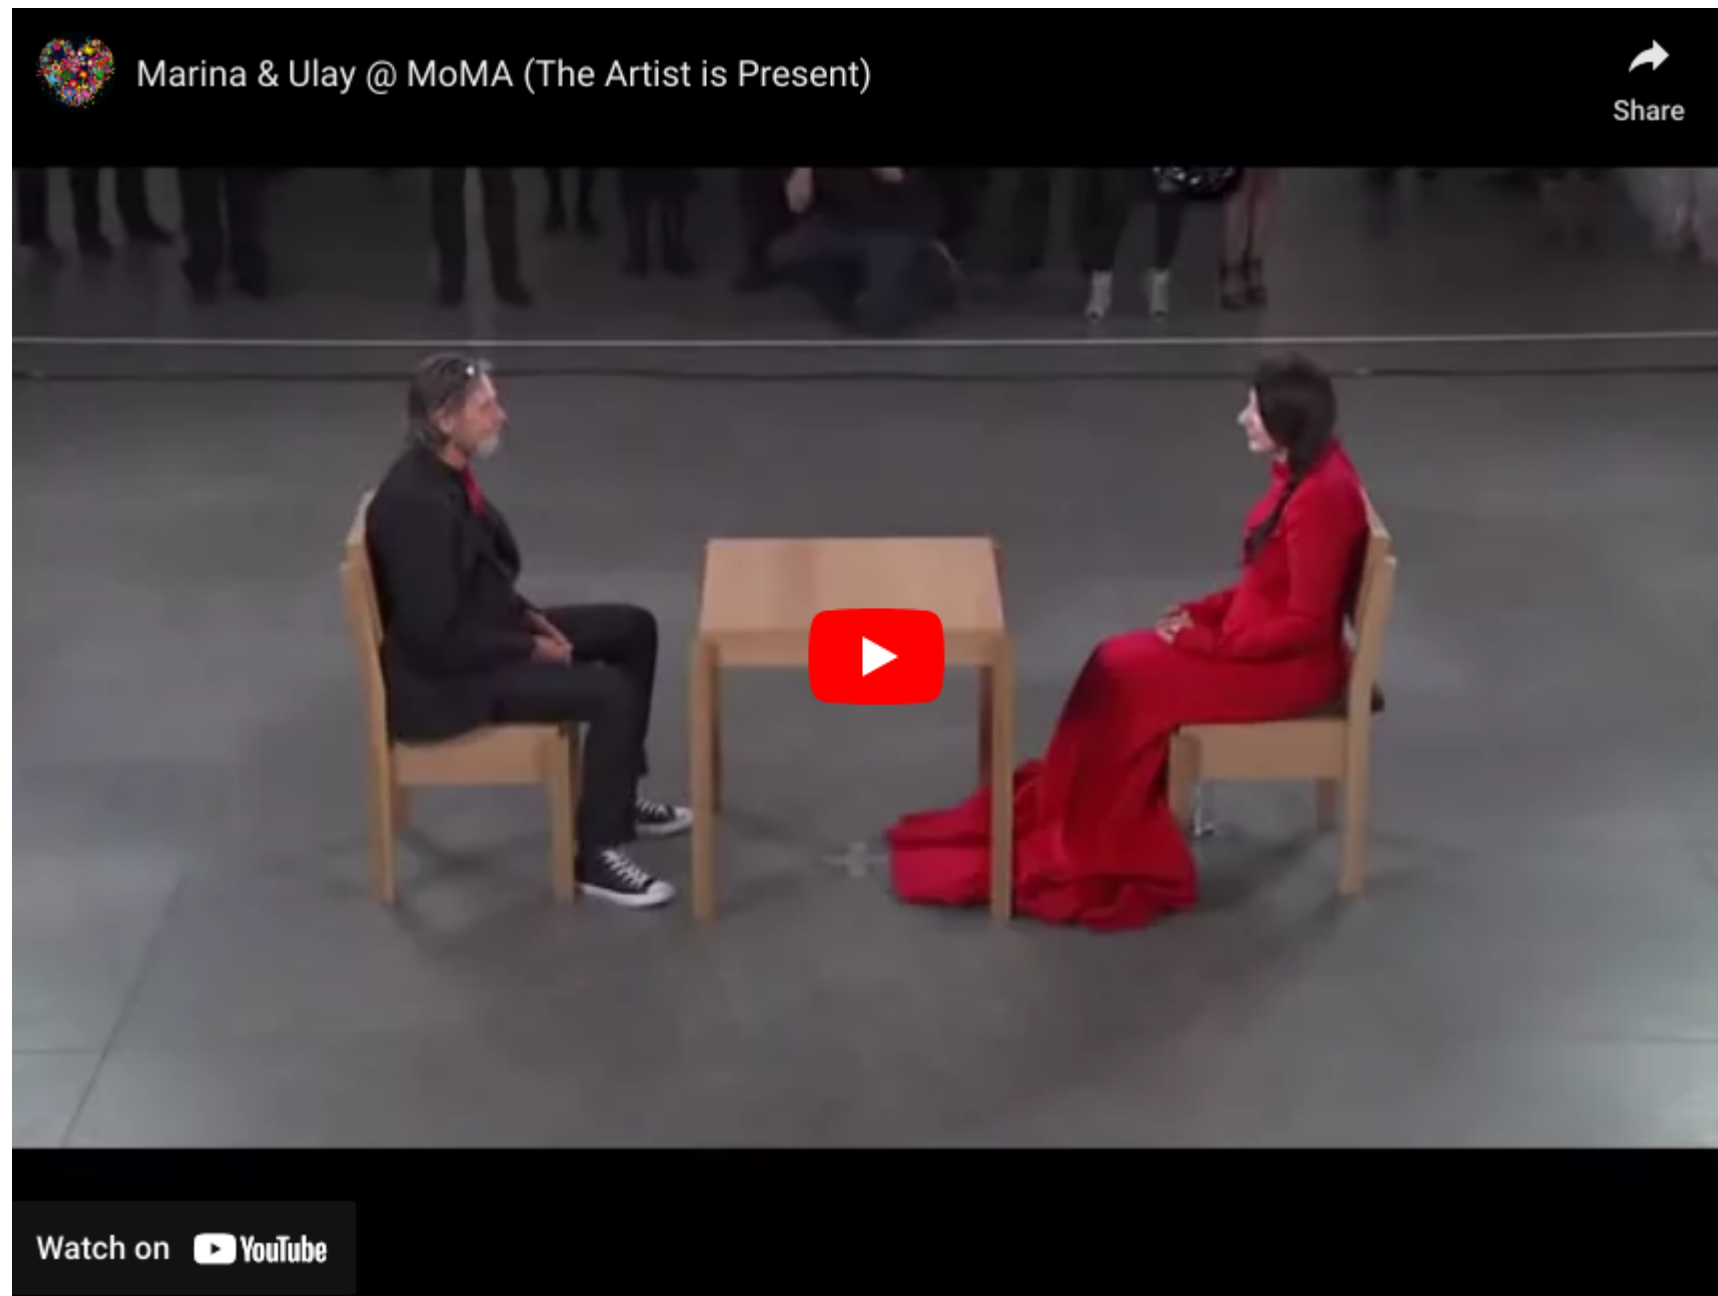 Marina & Ulay @ MoMA (The Artist is Present)
Share
Watch on YouTube